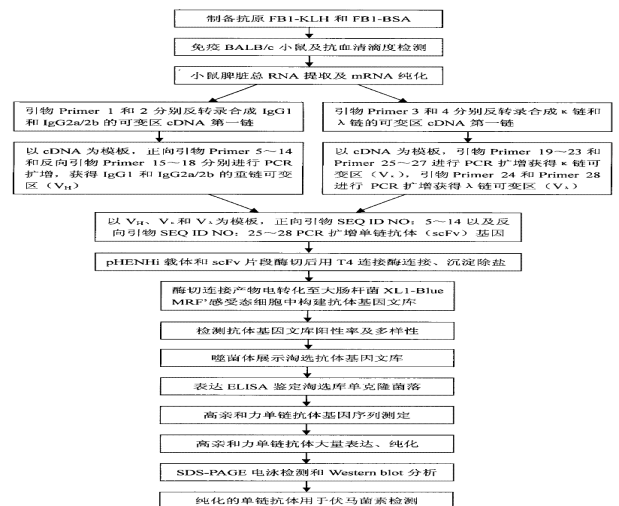 制备抗原 FB1-KLH 和 FB1-BSA
免疫 BALB/c 小鼠及抗血清滴度检测
小鼠脾脏总 RNA 提取及 mRNA 纯化
引物 Primer 1 和 2 分别反转录合成 IgG1
和 IgG2a/2b 的可变区 cDNA 第一链
引物 Primer 3 和 4 分别反转录合成 κ 链和
λ 链的可变区 cDNA 第一链
以 cDNA 为模板，正向引物 Primer 5～14
和反向引物 Primer 15～18 分别进行 PCR
扩增，获得 IgG1 和 IgG2a/2b 的重链可变
区（VH）
以 cDNA 为模板，引物 Primer 19～23 和
Primer 25～27 进行 PCR 扩增获得 κ 链可
变区（Vκ），引物 Primer 24 和 Primer 28
进行 PCR 扩增获得 λ 链可变区（Vλ）
以 VH、Vκ和 Vλ为模板，正向引物 SEQ ID NO：5～14 以及反
向引物 SEQ ID NO：25～28 PCR 扩增单链抗体（scFv）基因
pHENHi 载体和 scFv 片段酶切后用 T4 连接酶连接、沉淀除盐
酶切连接产物电转化至大肠杆菌 XL1-Blue
MRF’感受态细胞中构建抗体基因文库
检测抗体基因文库阳性率及多样性
噬菌体展示淘选抗体基因文库
表达 ELISA 鉴定淘选库单克隆菌落
高亲和力单链抗体基因序列测定
高亲和力单链抗体大量表达、纯化
SDS-PAGE 电泳检测和 Western blot 分析
纯化的单链抗体用于伏马菌素检测